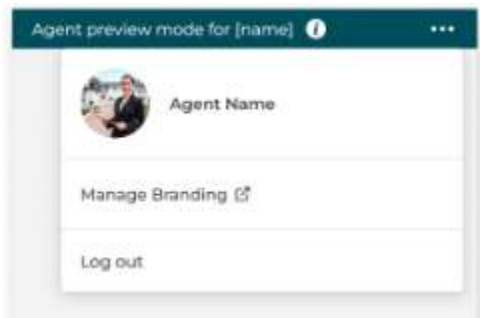 Agent preview mode for [name]
Agent Name
Manage Branding
Log out